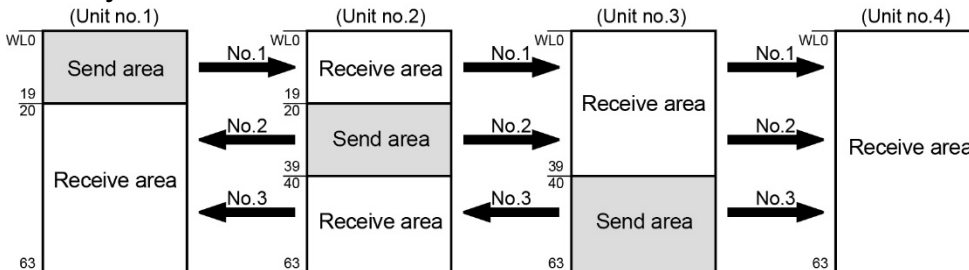 (Unit no.1) (Unit no.2) (Unit no.3) (Unit no.4)
WL0 WL0 WL0 WL0
Send area No.1 Receive area No.1 Receive area No.1 Receive area
19 19
20 20
No.2 Send area No.2 No.2
Receive area 39 39
40 40
No.3 Receive area No.3 Send area No.3
63 63 63 63